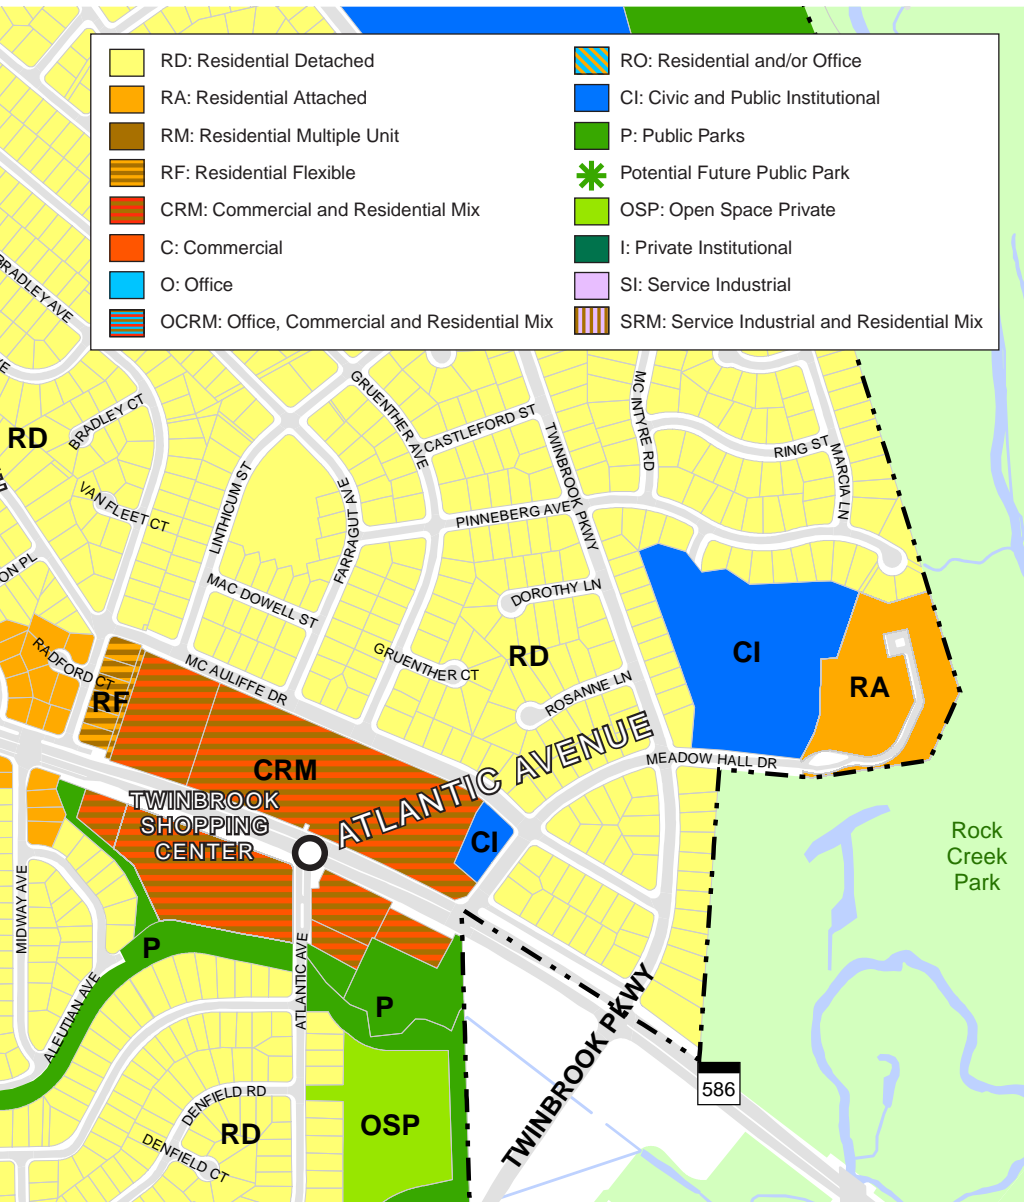 RD: Residential Detached
RA: Residential Attached
RM: Residential Multiple Unit
RF: Residential Flexible
CRM: Commercial and Residential Mix
C: Commercial
O: Office
OCRM: Office, Commercial and Residential Mix
RO: Residential and/or Office
CI: Civic and Public Institutional
P: Public Parks
Potential Future Public Park
OSP: Open Space Private
I: Private Institutional
SI: Service Industrial
SRM: Service Industrial and Residential Mix
BRADLEY AVE
GRUENTHER AVE
MC INTYRE RD
BRADLEY CT
CASTLEFORD ST
TWINBROOK PKWY
RING ST
MARCIA LN
RD
LINTHICUM ST
VAN FLEET CT
FARRAGUT AVE
PINNEBERG AVE
ON PL
MAC DOWELL ST
DOROTHY LN
RADFORD CT
GRUENTHER CT
RD
CI
RA
MC AULIFFE DR
ROSANNE LN
RF
CRM
ATLANTIC AVENUE
MEADOW HALL DR
TWINBROOK
SHOPPING
CENTER
CI
Rock
Creek
Park
MIDWAY AVE
P
ATLANTIC AVE
P
ALEUTIAN AVE
TWINBROOK PKWY
586
DENFIELD RD
RD
OSP
DENFIELD CT